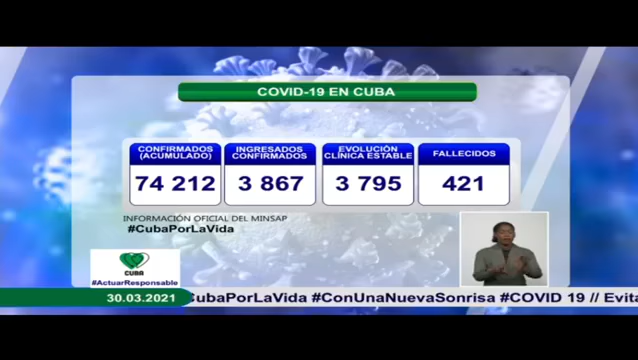 COVID-19 EN CUBA
CONFIRMADOS
(ACUMULADO)
74 212
INGRESADOS
CONFIRMADOS
3 867
EVOLUCIÓN
CLÍNICA ESTABLE
3 795
FALLECIDOS
421
INFORMACIÓN OFICIAL DEL MINSAP
#CubaPorLaVida
CUBA
#ActuarResponsable
30.03.2021 CubaPorLaVida #ConUnaNuevaSonrisa #COVID 19 // Evita